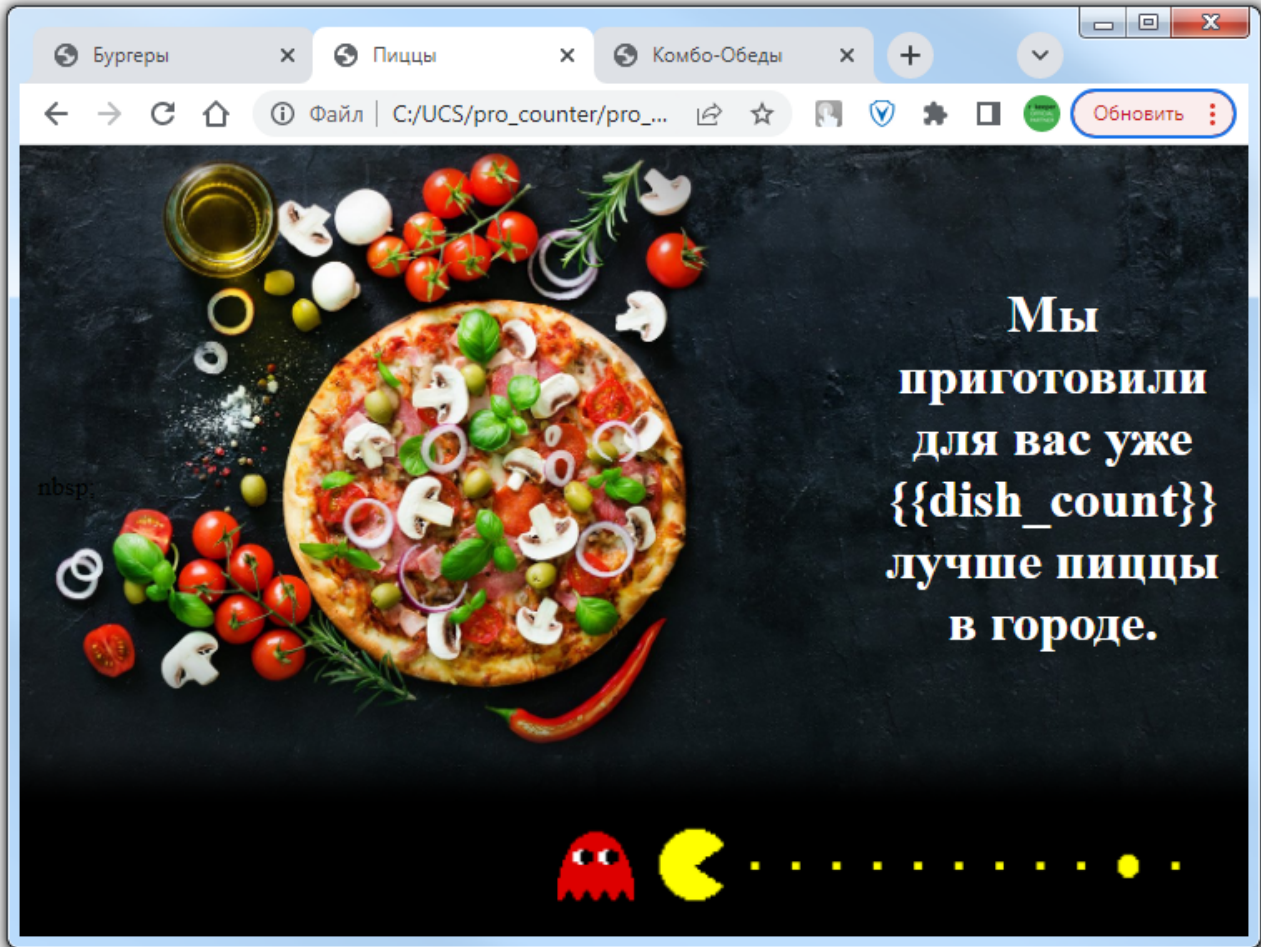 Бургеры
Пиццы
Комбо-Обеды
Файл
C:/UCS/pro_counter/pro_...
Обновить
Мы
приготовили
для вас уже
{{dish_count}}
nbsp;
лучше пиццы
в городе.